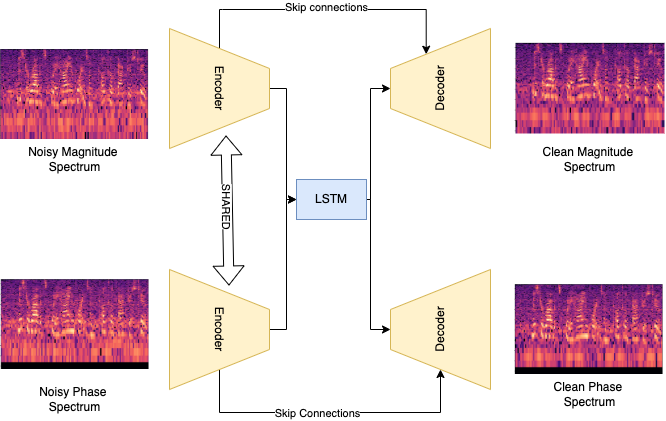 Skip connections
Encoder
Decoder
Noisy Magnitude
Spectrum
Clean Magnitude
Spectrum
SHARED
LSTM
Encoder
Decoder
Noisy Phase
Spectrum
Clean Phase
Spectrum
Skip Connections